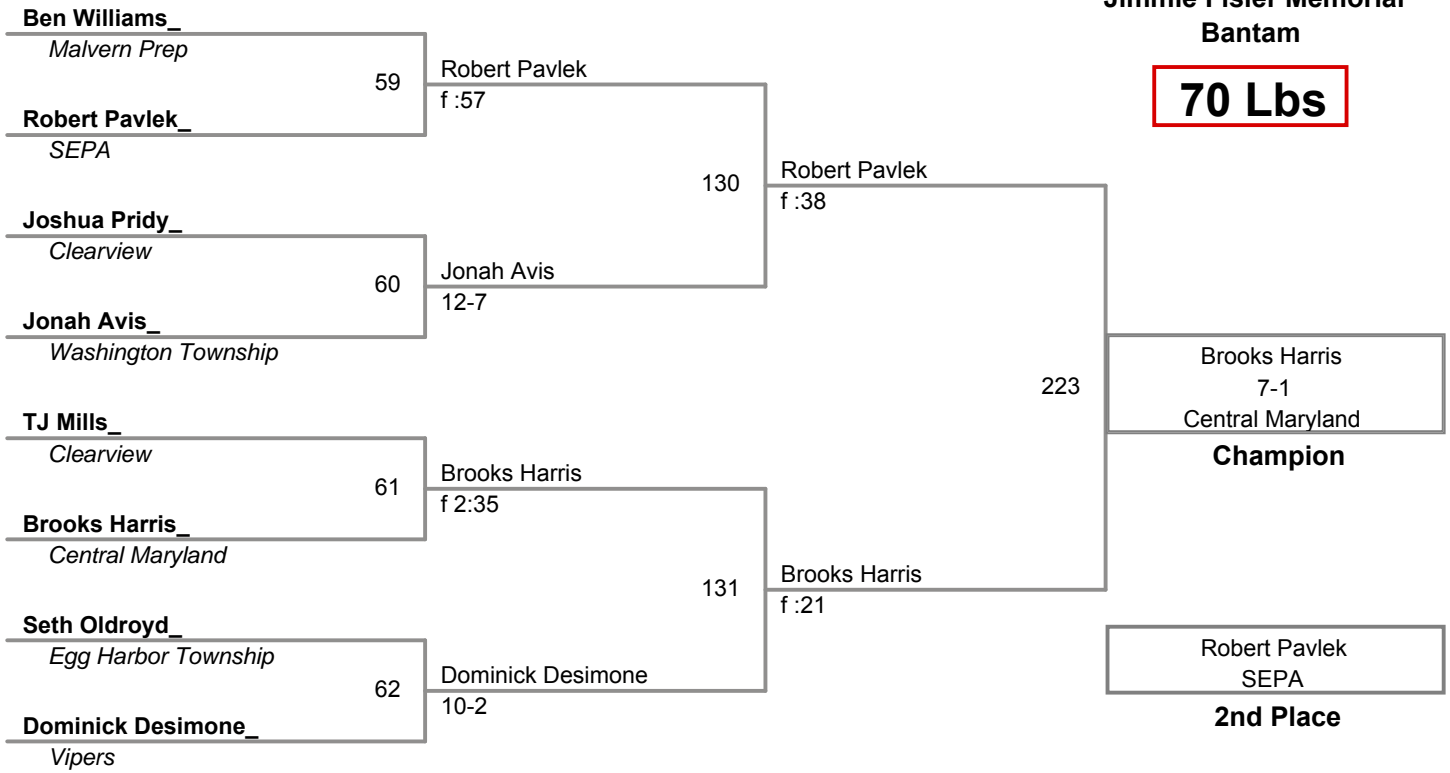 Jimmie Fisler Memorial
Bantam
70 Lbs
Ben Williams_
Malvern Prep
59
Robert Pavlek
f :57
Robert Pavlek_
SEPA
130
Robert Pavlek
f :38
Joshua Pridy_
Clearview
60
Jonah Avis
12-7
Jonah Avis_
Washington Township
223
Brooks Harris
7-1
Central Maryland
Champion
TJ Mills_
Clearview
61
Brooks Harris
f 2:35
Brooks Harris_
Central Maryland
131
Brooks Harris
f :21
Seth Oldroyd_
Egg Harbor Township
62
Dominick Desimone
10-2
Dominick Desimone_
Vipers
Robert Pavlek
SEPA
2nd Place